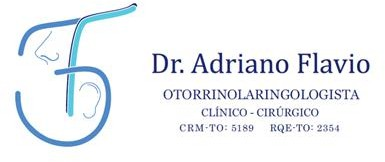 Dr. Adriano Flavio
OTORRINOLARINGOLOGISTA
CLÍNICO - CIRÚRGICO
CRM-TO: 5189 RQE-TO: 2354